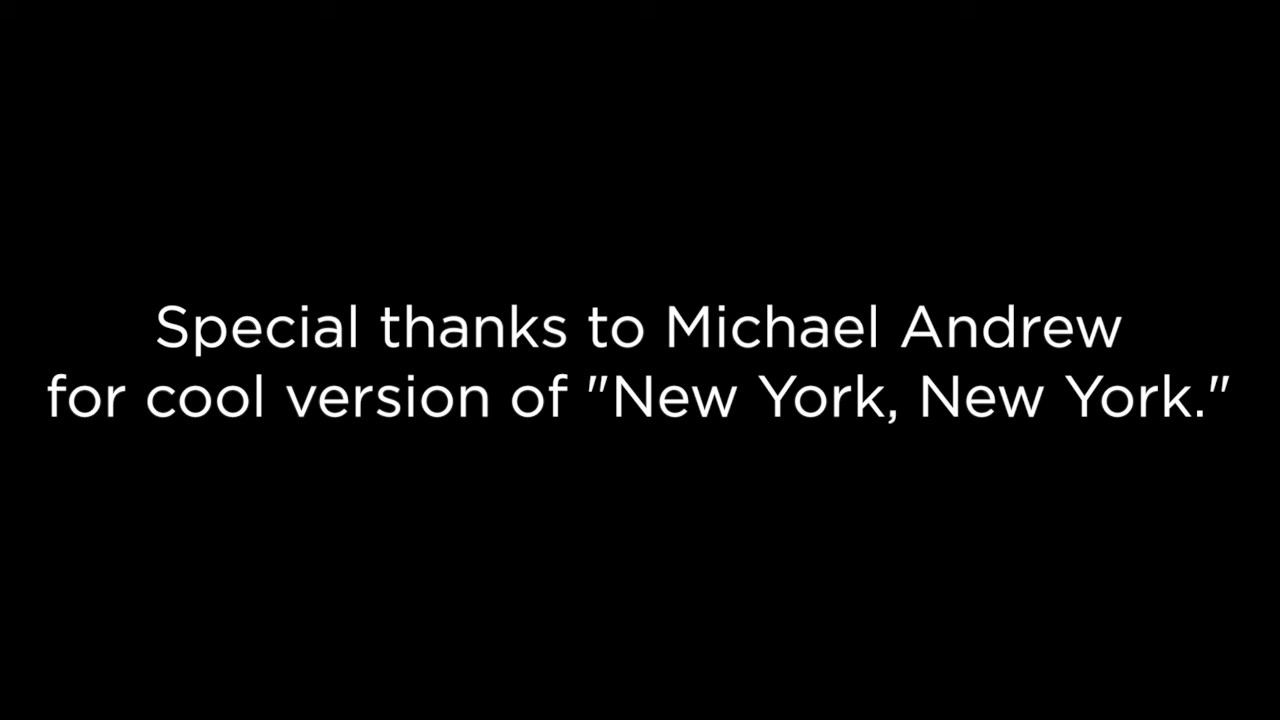 Special thanks to Michael Andrew
for cool version of "New York, New York."